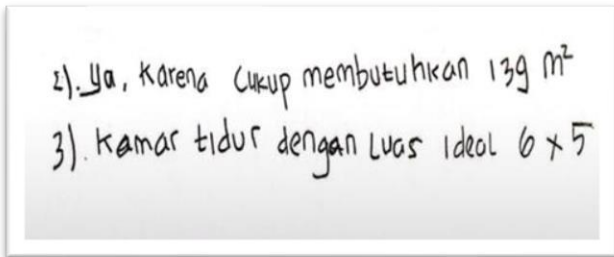 2). Ya, karena cukup membutuhkan 139 m²
3). Kamar tidur dengan Luas ideal 6 x 5